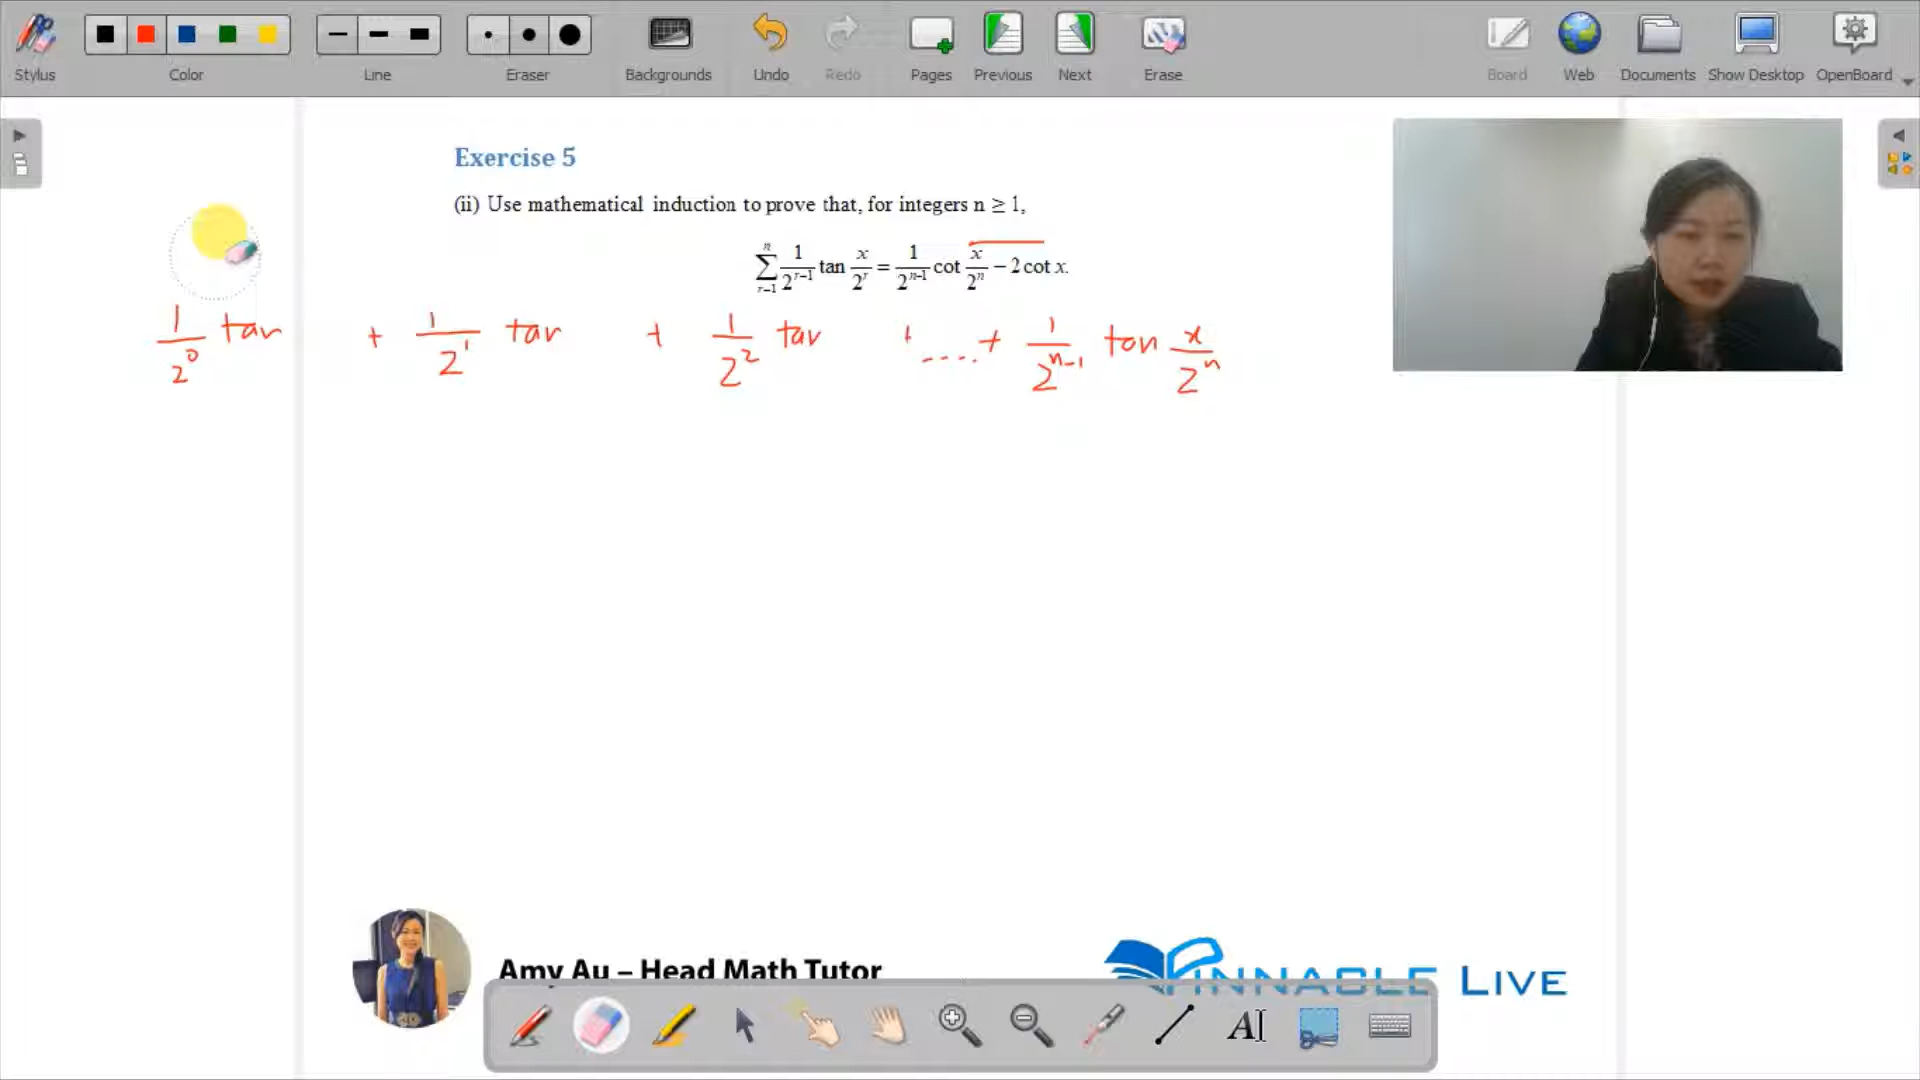 Stylus Color Line Eraser Backgrounds Undo Redo Pages Previous Next Erase Board Web Documents Show Desktop OpenBoard
Exercise 5
(ii) Use mathematical induction to prove that, for integers n ≥ 1,
n
∑ 1/2^(r-1) tan x/2^r = 1/2^(n-1) cot x/2^n − 2 cot x.
r-1
1/2^0 tan + 1/2^1 tan + 1/2^2 tan + .... + 1/2^(n-1) tan x/2^n
Amy Au – Head Math Tutor
PINNACLE LIVE